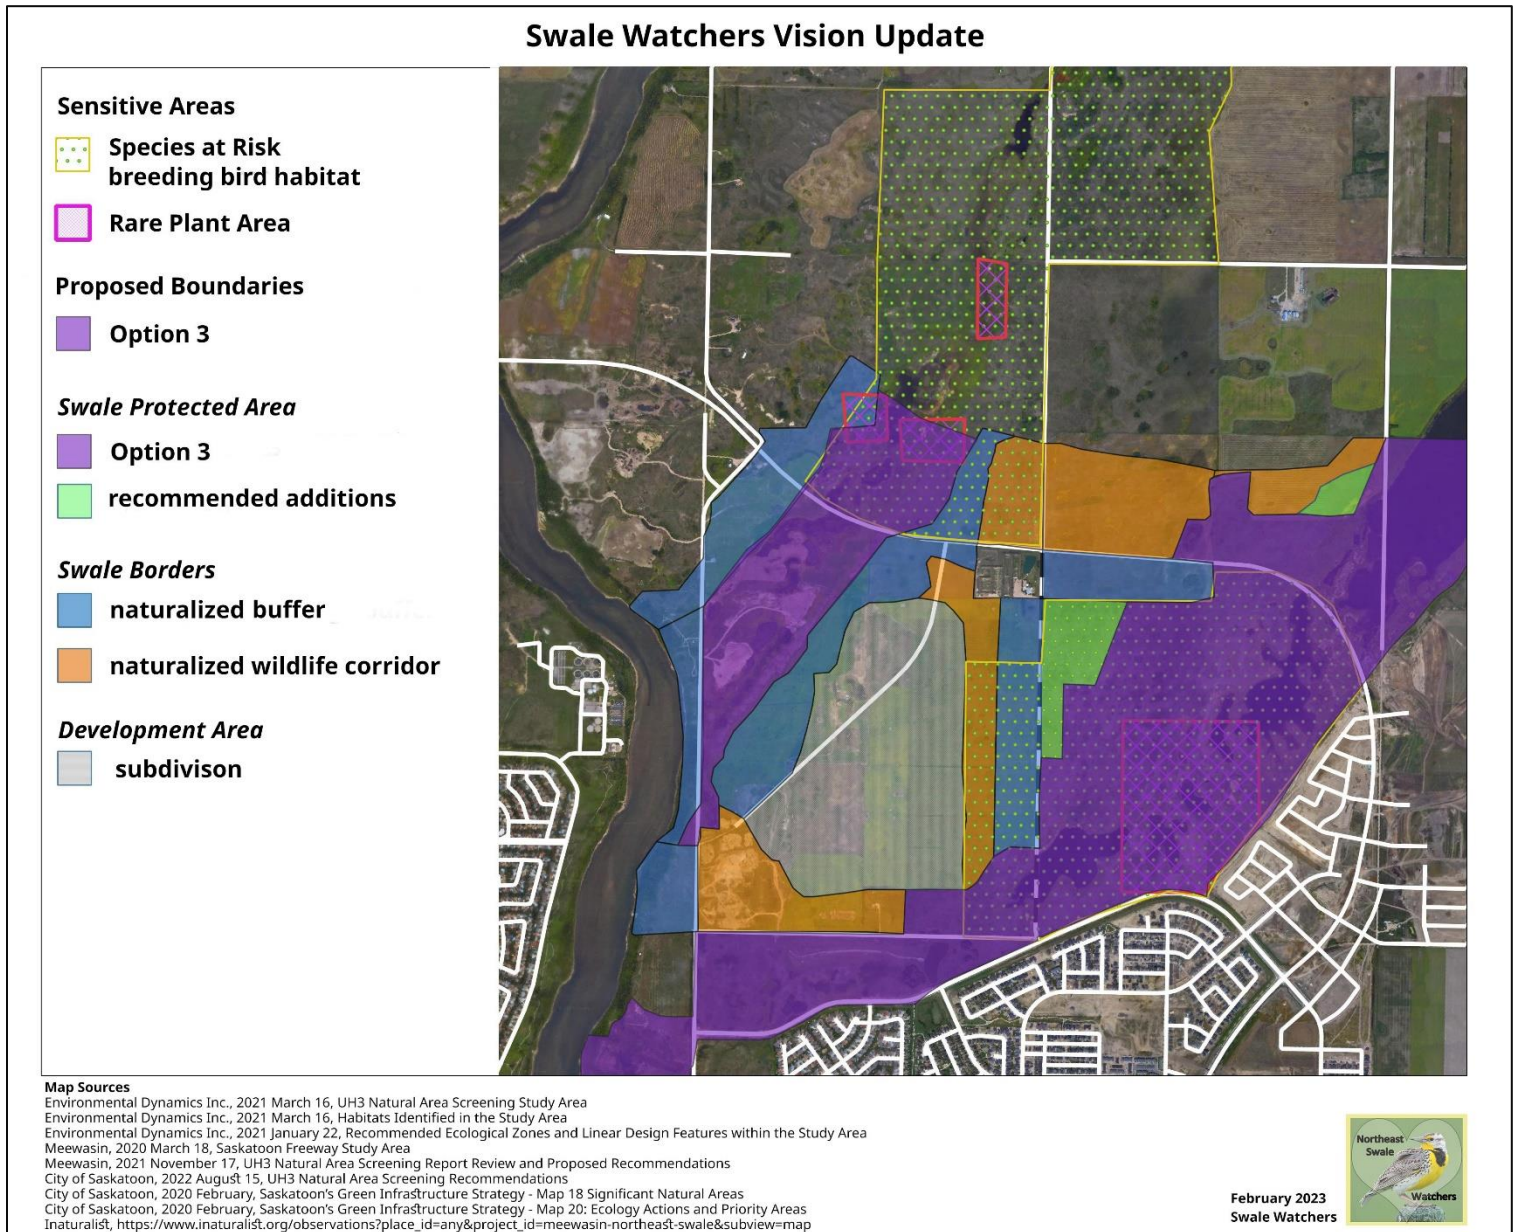 Swale Watchers Vision Update
Sensitive Areas
Species at Risk
breeding bird habitat
Rare Plant Area
Proposed Boundaries
Option 3
Swale Protected Area
Option 3
recommended additions
Swale Borders
naturalized buffer
naturalized wildlife corridor
Development Area
subdivison
Map Sources
Environmental Dynamics Inc., 2021 March 16, UH3 Natural Area Screening Study Area
Environmental Dynamics Inc., 2021 March 16, Habitats Identified in the Study Area
Environmental Dynamics Inc., 2021 January 22, Recommended Ecological Zones and Linear Design Features within the Study Area
Meewasin, 2020 March 18, Saskatoon Freeway Study Area
Meewasin, 2021 November 17, UH3 Natural Area Screening Report Review and Proposed Recommendations
City of Saskatoon, 2022 August 15, UH3 Natural Area Screening Recommendations
City of Saskatoon, 2020 February, Saskatoon's Green Infrastructure Strategy - Map 18 Significant Natural Areas
City of Saskatoon, 2020 February, Saskatoon's Green Infrastructure Strategy - Map 20: Ecology Actions and Priority Areas
Inaturalist, https://www.inaturalist.org/observations?place_id=any&project_id=meewasin-northeast-swale&subview=map
February 2023
Swale Watchers
Northeast
Swale
Watchers